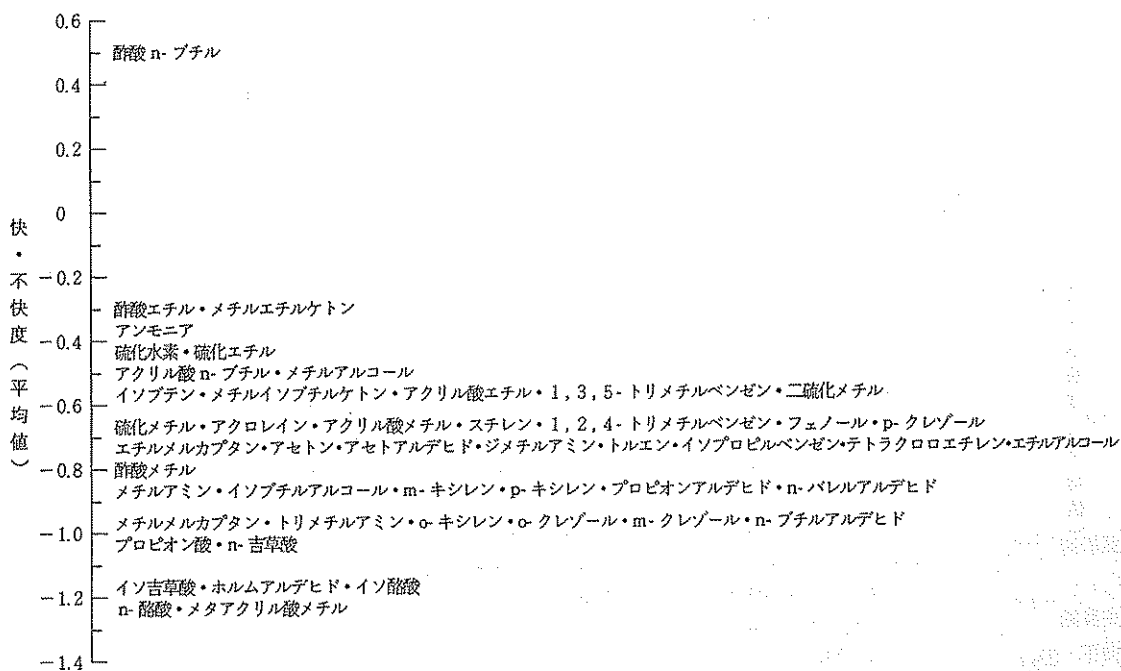 0.6
酢酸 n- ブチル
0.4
0.2
0
快・不快度（平均値）
-0.2
酢酸エチル・メチルエチルケトン
アンモニア
-0.4
硫化水素・硫化エチル
アクリル酸 n- ブチル・メチルアルコール
イソブテン・メチルイソブチルケトン・アクリル酸エチル・1,3,5-トリメチルベンゼン・二硫化メチル
-0.6
硫化メチル・アクロレイン・アクリル酸メチル・スチレン・1,2,4-トリメチルベンゼン・フェノール・p-クレゾール
エチルメルカプタン・アセトン・アセトアルデヒド・ジメチルアミン・トルエン・イソプロピルベンゼン・テトラクロロエチレン・エチルアルコール
-0.8
酢酸メチル
メチルアミン・イソブチルアルコール・m-キシレン・p-キシレン・プロピオンアルデヒド・n-バレルアルデヒド
メチルメルカプタン・トリメチルアミン・o-キシレン・o-クレゾール・m-クレゾール・n-ブチルアルデヒド
-1.0
プロピオン酸・n-吉草酸
イソ吉草酸・ホルムアルデヒド・イソ酪酸
-1.2
n-酪酸・メタアクリル酸メチル
-1.4